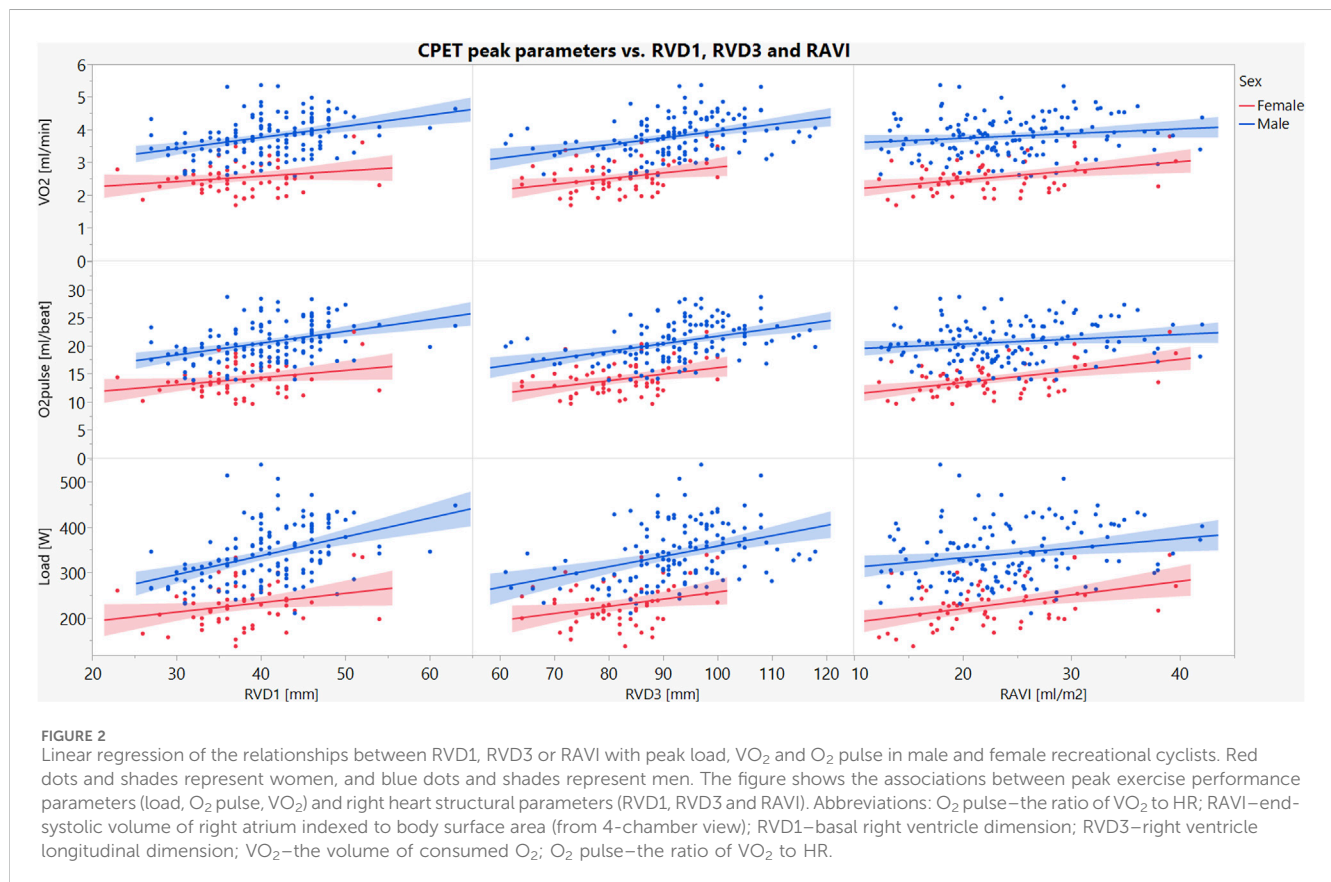 CPET peak parameters vs. RVD1, RVD3 and RAVI
Sex
Female
Male
VO2 [ml/min]
6
5
4
3
2
1
0
O2pulse [ml/beat]
30
25
20
15
10
5
0
Load [W]
500
400
300
200
20 30 40 50 60
RVD1 [mm]
60 70 80 90 100 110 120
RVD3 [mm]
10 20 30 40
RAVI [ml/m2]
FIGURE 2
Linear regression of the relationships between RVD1, RVD3 or RAVI with peak load, VO₂ and O₂ pulse in male and female recreational cyclists. Red
dots and shades represent women, and blue dots and shades represent men. The figure shows the associations between peak exercise performance
parameters (load, O₂ pulse, VO₂) and right heart structural parameters (RVD1, RVD3 and RAVI). Abbreviations: O₂ pulse–the ratio of VO₂ to HR; RAVI–end-
systolic volume of right atrium indexed to body surface area (from 4-chamber view); RVD1–basal right ventricle dimension; RVD3–right ventricle
longitudinal dimension; VO₂–the volume of consumed O₂; O₂ pulse–the ratio of VO₂ to HR.